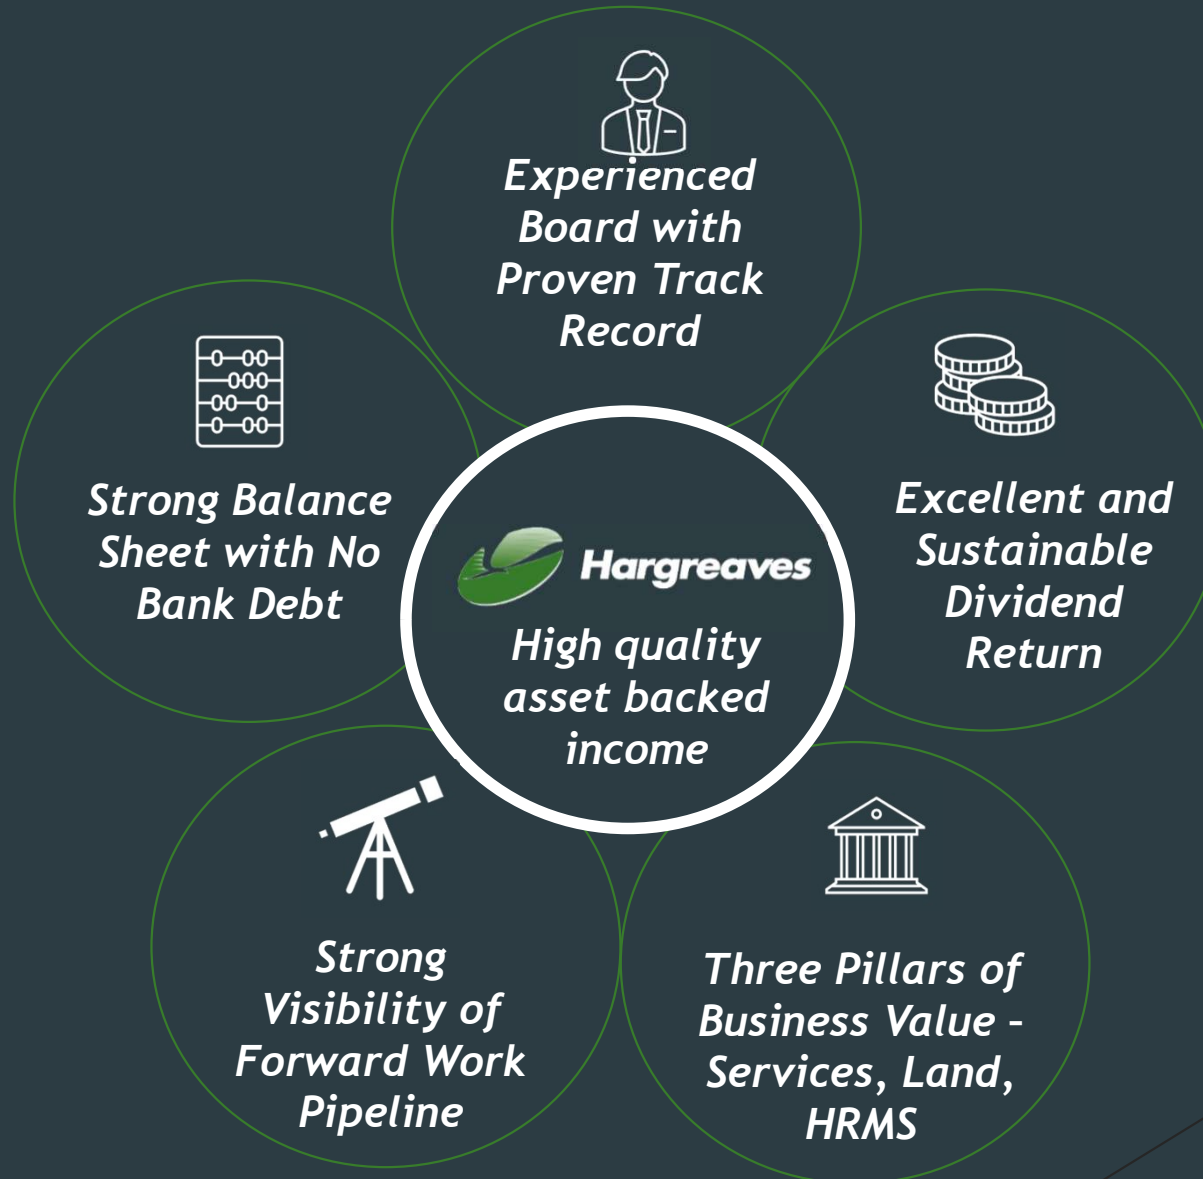 Experienced
Board with
Proven Track
Record
Strong Balance
Sheet with No
Bank Debt
Excellent and
Sustainable
Dividend
Return
Hargreaves
High quality
asset backed
income
Strong
Visibility of
Forward Work
Pipeline
Three Pillars of
Business Value –
Services, Land,
HRMS